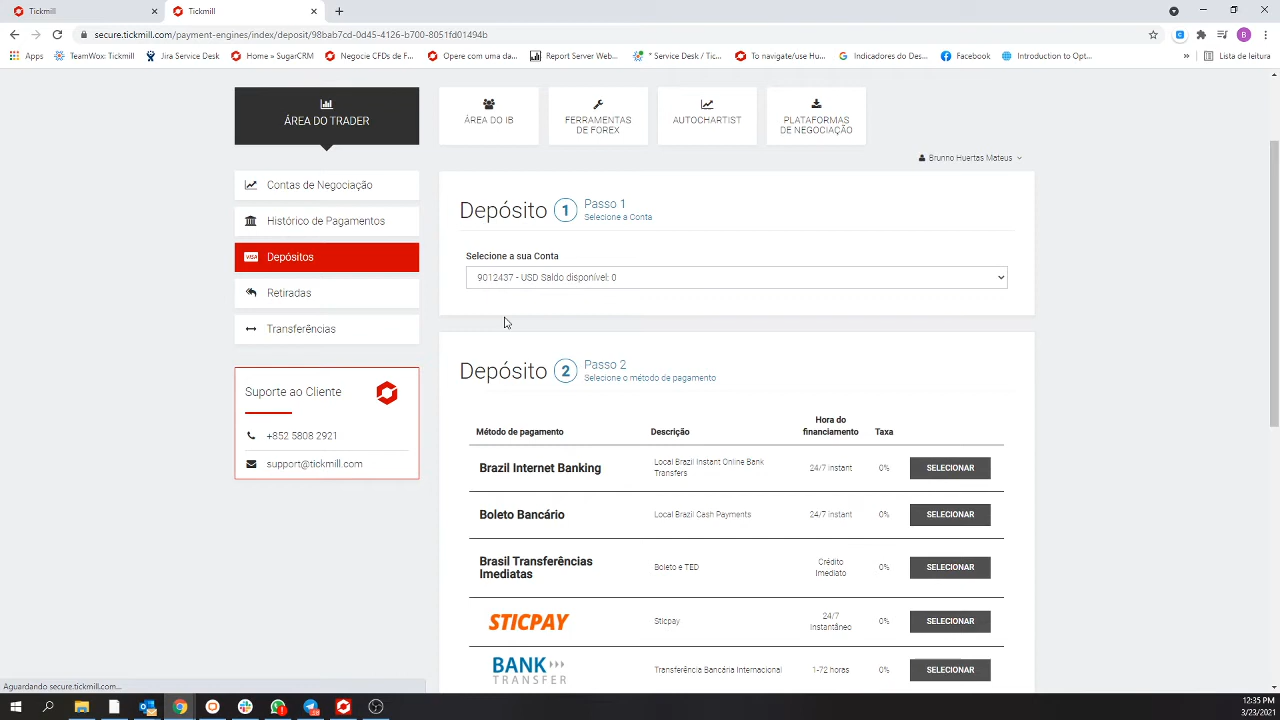 Tickmill
Tickmill
secure.tickmill.com/payment-engines/index/deposit/98bab7cd-0d45-4126-b700-8051fd01494b
B
Apps
TeamWox: Tickmill
Jira Service Desk
Home » SugarCRM
Negocie CFDs de F...
Opere com uma da...
Report Server Web...
* Service Desk / Tic...
To navigate/use Hu...
Indicadores do Dese...
Facebook
Introduction to Opt...
»
Lista de leitura
ÁREA DO TRADER
ÁREA DO IB
FERRAMENTAS
DE FOREX
AUTOCHARTIST
PLATAFORMAS
DE NEGOCIAÇÃO
Brunno Huertas Mateus
Contas de Negociação
Histórico de Pagamentos
VISA
Depósitos
Retiradas
Transferências
Suporte ao Cliente
+852 5808 2921
support@tickmill.com
Depósito 1 Passo 1
Selecione a Conta
Selecione a sua Conta
9012437 - USD Saldo disponível: 0
Depósito 2 Passo 2
Selecione o método de pagamento
Método de pagamento
Descrição
Hora do
financiamento
Taxa
Brazil Internet Banking
Local Brazil Instant Online Bank
Transfers
24/7 instant
0%
SELECIONAR
Boleto Bancário
Local Brazil Cash Payments
24/7 instant
0%
SELECIONAR
Brasil Transferências
Imediatas
Boleto e TED
Crédito
Imediato
0%
SELECIONAR
STICPAY
Sticpay
24/7
Instantâneo
0%
SELECIONAR
BANK
TRANSFER
Transferência Bancária Internacional
1-72 horas
0%
SELECIONAR
Aguardando secure.tickmill.com...
12:35 PM
3/23/2021